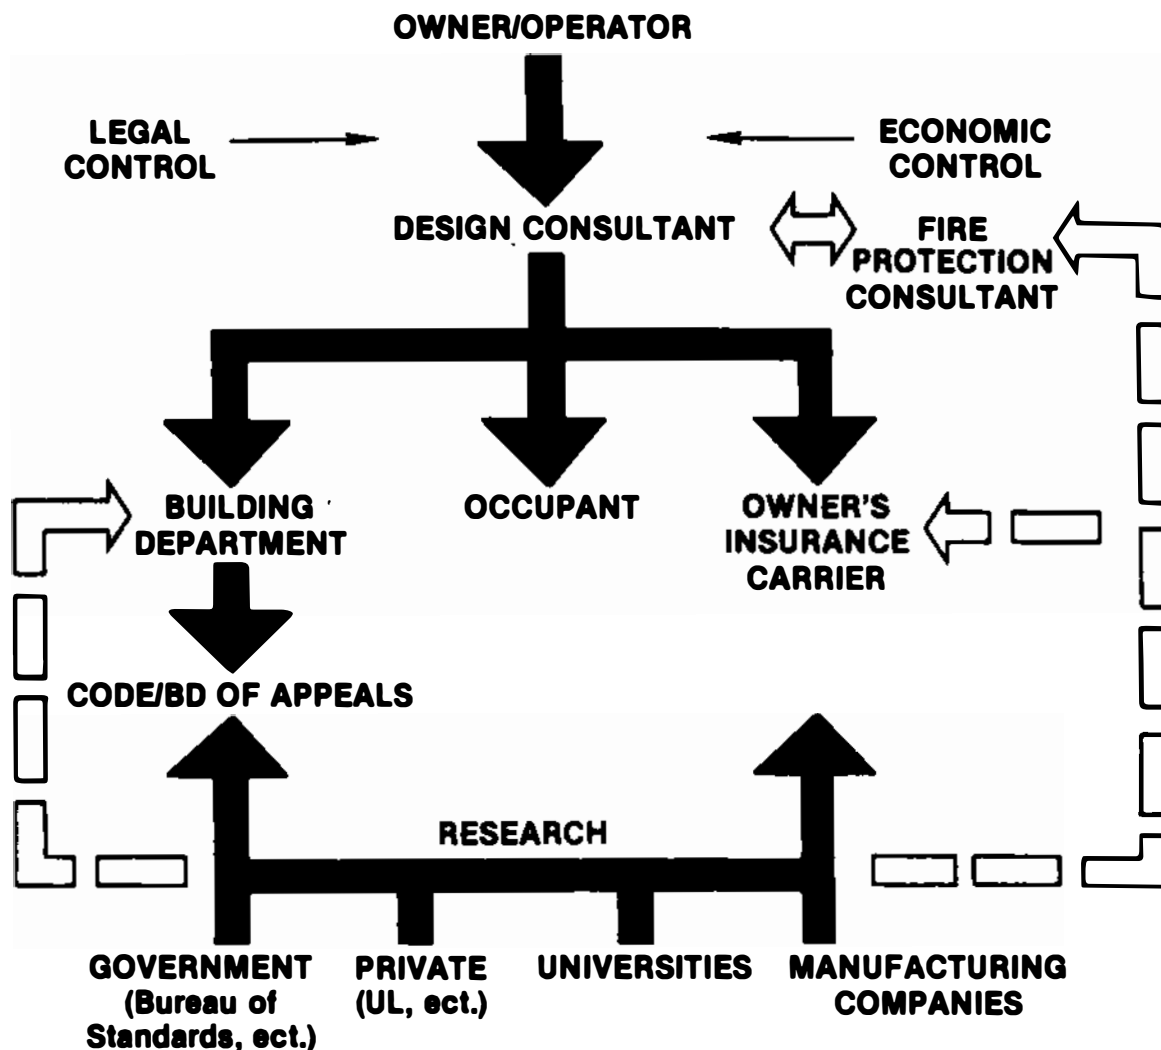 OWNER/OPERATOR
LEGAL
CONTROL
ECONOMIC
CONTROL
DESIGN CONSULTANT
FIRE
PROTECTION
CONSULTANT
BUILDING
DEPARTMENT
OCCUPANT
OWNER'S
INSURANCE
CARRIER
CODE/BD OF APPEALS
RESEARCH
GOVERNMENT
(Bureau of
Standards, ect.)
PRIVATE
(UL, ect.)
UNIVERSITIES
MANUFACTURING
COMPANIES